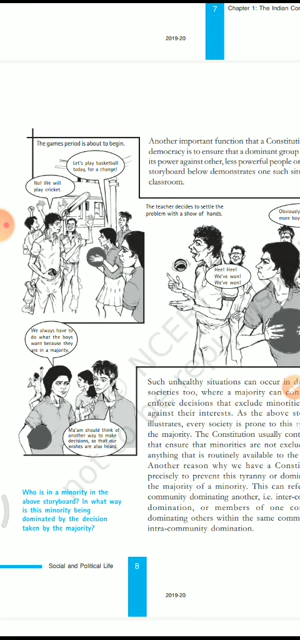 7
Chapter 1: The Indian Con
2019-20
The games period is about to begin.
Let's play basketball
today, for a change!
No! We will
play cricket.
Another important function that a Constituti
democracy is to ensure that a dominant group
its power against other, less powerful people or
storyboard below demonstrates one such situ
classroom.
The teacher decides to settle the
problem with a show of hands.
Obviously
more boy
Hee! Hee!
We've won!
We've won!
We always have to
do what the boys
want because they
are in a majority.
Ma'am should think of
another way to make
decisions, so that our
wishes are also heard.
Such unhealthy situations can occur in d
societies too, where a majority can con
enforce decisions that exclude minoritie
against their interests. As the above st
illustrates, every society is prone to this ty
the majority. The Constitution usually cont
that ensure that minorities are not exclud
anything that is routinely available to the
Another reason why we have a Consti
precisely to prevent this tyranny or domi
the majority of a minority. This can refe
community dominating another, i.e. inter-co
domination, or members of one co
dominating others within the same comm
intra-community domination.
Who is in a minority in the
above storyboard? In what way
is this minority being
dominated by the decision
taken by the majority?
Social and Political Life
8
2019-20